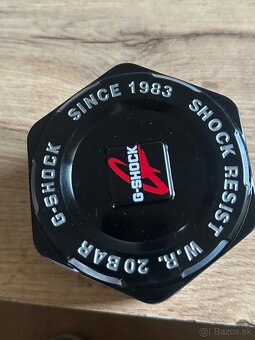 SINCE 1983
SHOCK RESIST
W.R. 20BAR
G-SHOCK
G-SHOCK
Bazos.sk